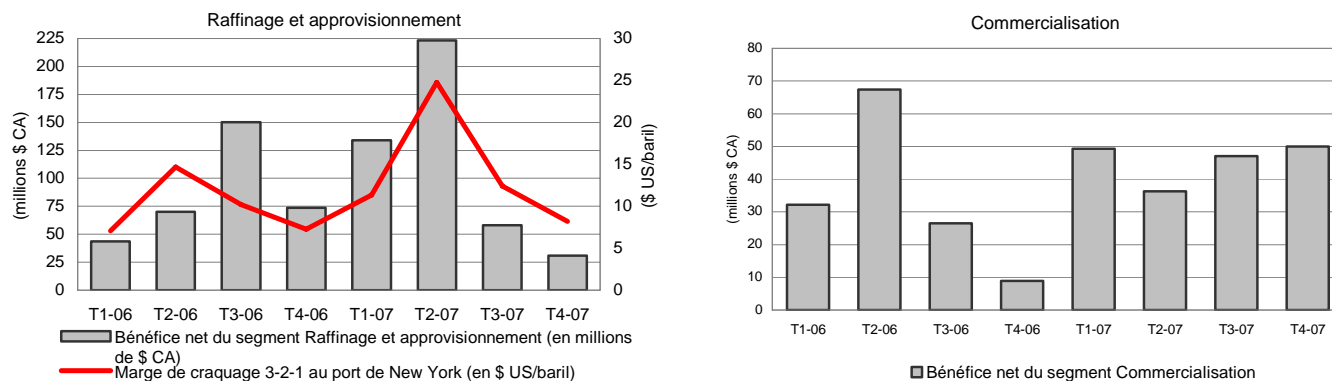 Raffinage et approvisionnement
225
200
175
150
125
100
75
50
25
0
(millions $ CA)
30
25
20
15
10
5
0
($ US/baril)
T1-06 T2-06 T3-06 T4-06 T1-07 T2-07 T3-07 T4-07
Bénéfice net du segment Raffinage et approvisionnement (en millions
de $ CA)
Marge de craquage 3-2-1 au port de New York (en $ US/baril)
Commercialisation
80
70
60
50
40
30
20
10
0
(millions $ CA)
T1-06 T2-06 T3-06 T4-06 T1-07 T2-07 T3-07 T4-07
Bénéfice net du segment Commercialisation